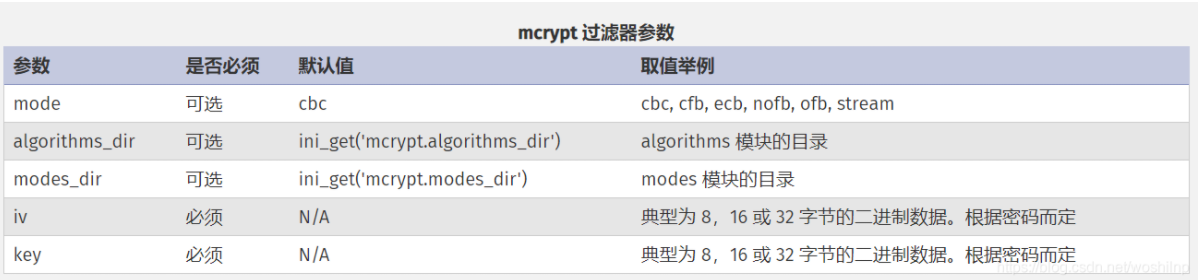 mcrypt 过滤器参数
参数 是否必须 默认值 取值举例
mode 可选 cbc cbc, cfb, ecb, nofb, ofb, stream
algorithms_dir 可选 ini_get('mcrypt.algorithms_dir') algorithms 模块的目录
modes_dir 可选 ini_get('mcrypt.modes_dir') modes 模块的目录
iv 必须 N/A 典型为 8，16 或 32 字节的二进制数据。根据密码而定
key 必须 N/A 典型为 8，16 或 32 字节的二进制数据。根据密码而定